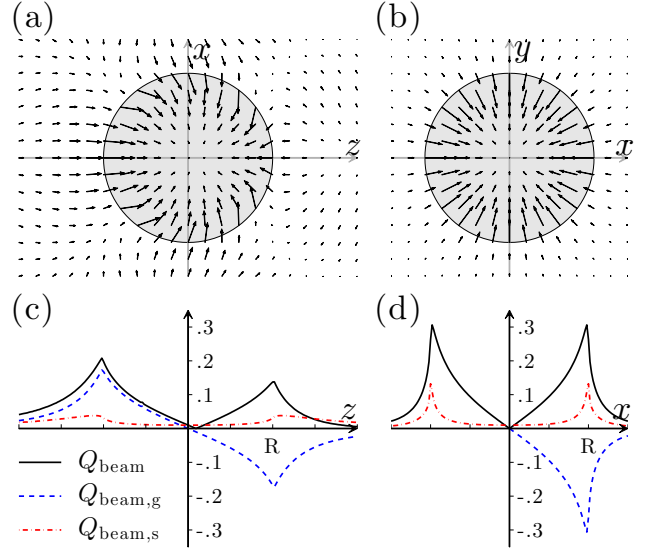 (a) (b)
x y
z x
(c) (d)
.3 .3
.2 .2
.1 .1
z x
R R
-.1 -.1
-.2 -.2
-.3 -.3
Q_beam
Q_beam,g
Q_beam,s